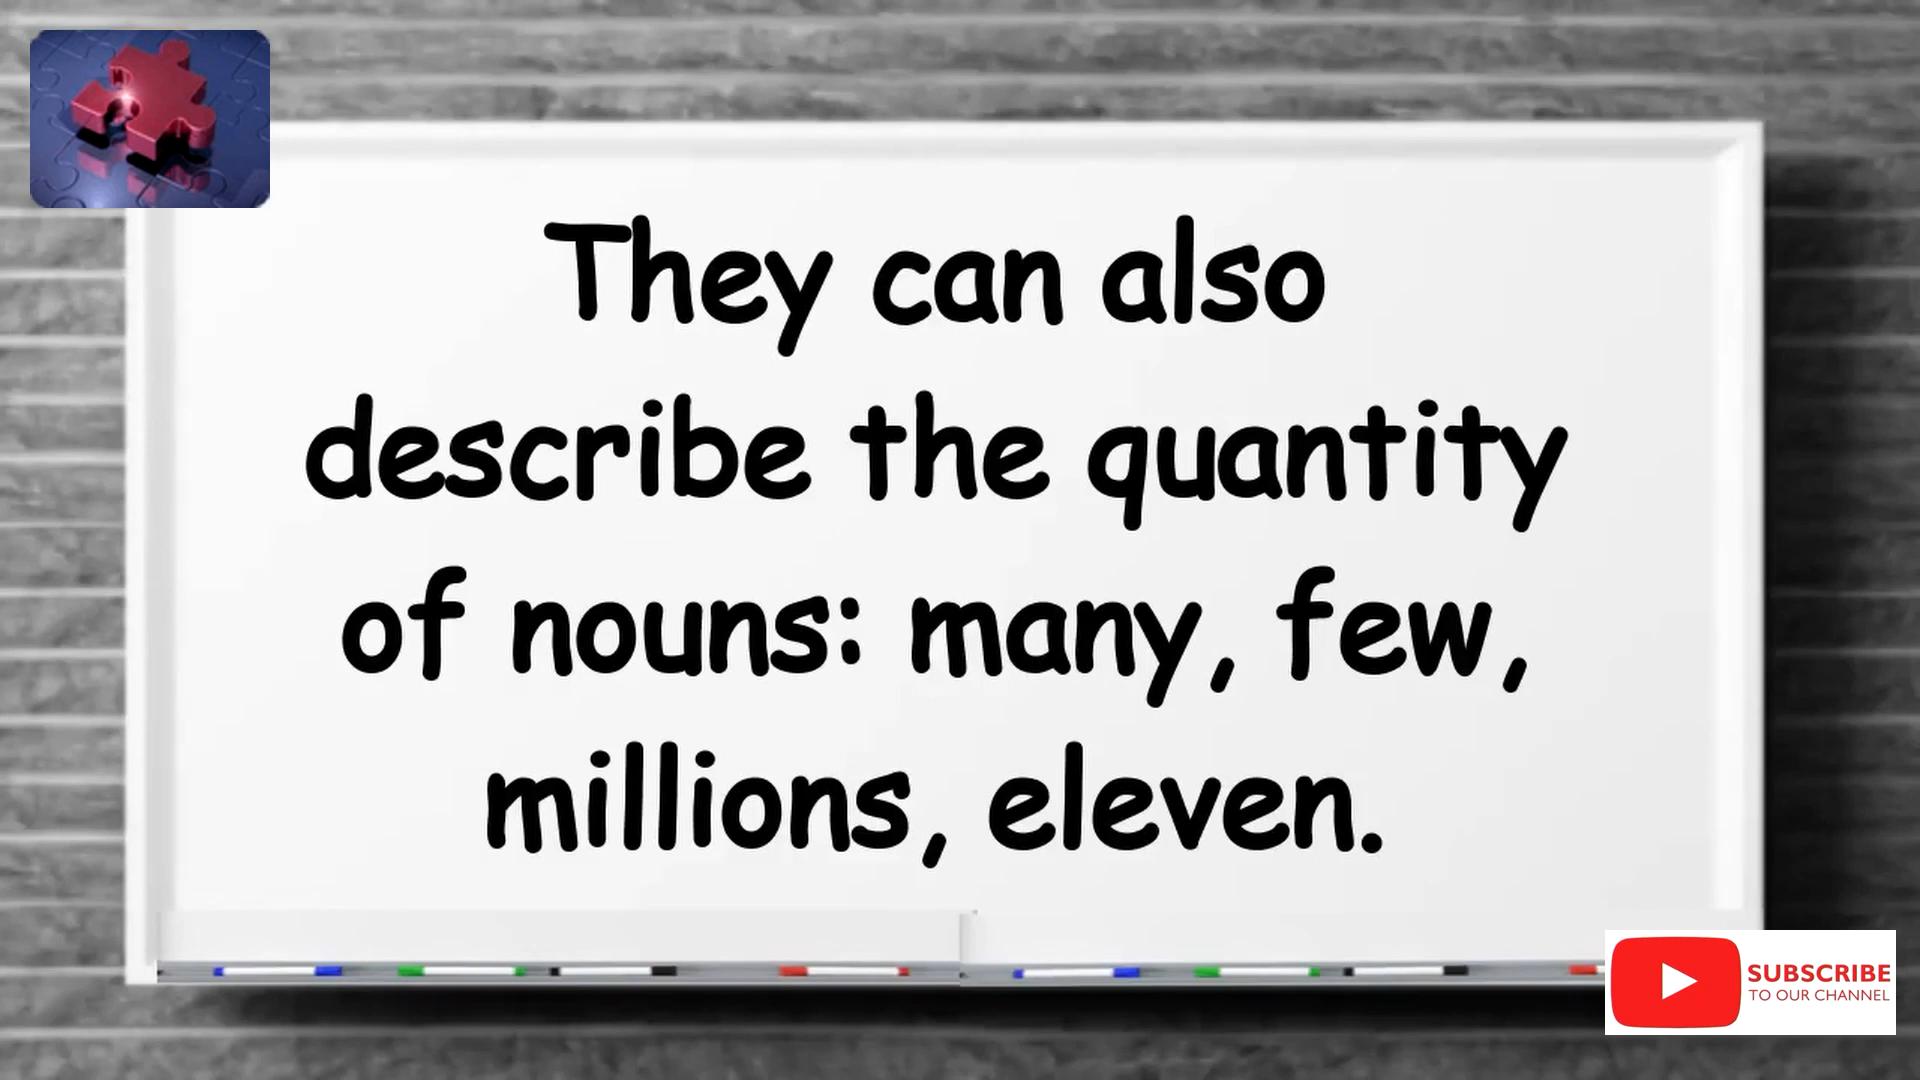 They can also
describe the quantity
of nouns: many, few,
millions, eleven.
SUBSCRIBE
TO OUR CHANNEL